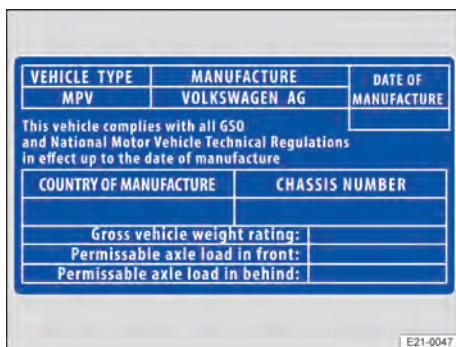 VEHICLE TYPE MANUFACTURE DATE OF
MPV VOLKSWAGEN AG MANUFACTURE
This vehicle complies with all GSO
and National Motor Vehicle Technical Regulations
in effect up to the date of manufacture
COUNTRY OF MANUFACTURE CHASSIS NUMBER
Gross vehicle weight rating:
Permissable axle load in front:
Permissable axle load in behind:
E21-0047